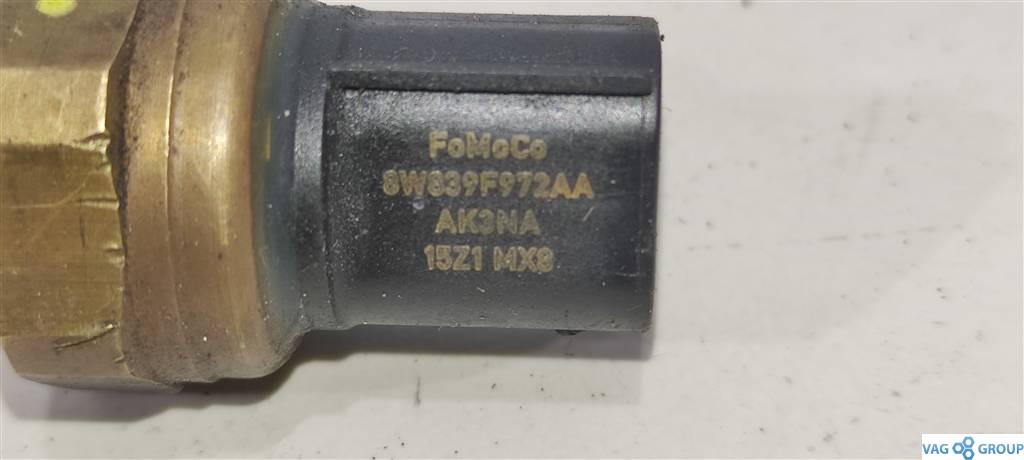 FoMoCo
8W839F972AA
AK3NA
15Z1 MX8
VAG GROUP